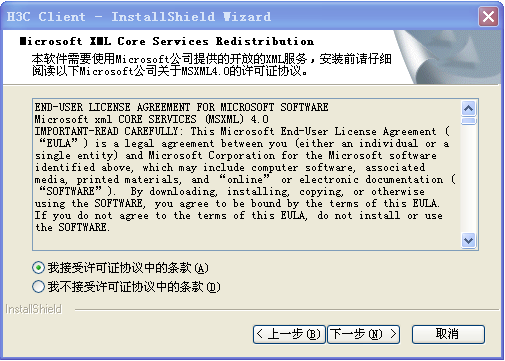 H3C Client - InstallShield Wizard
Microsoft XML Core Services Redistribution
本软件需要使用Microsoft公司提供的开放的XML服务，安装前请仔细
阅读以下Microsoft公司关于MSXML4.0的许可证协议。
END-USER LICENSE AGREEMENT FOR MICROSOFT SOFTWARE
Microsoft xml CORE SERVICES (MSXML) 4.0
IMPORTANT-READ CAREFULLY: This Microsoft End-User License Agreement (
“EULA”) is a legal agreement between you (either an individual or a
single entity) and Microsoft Corporation for the Microsoft software
identified above, which may include computer software, associated
media, printed materials, and “online” or electronic documentation (
“SOFTWARE”). By downloading, installing, copying, or otherwise
using the SOFTWARE, you agree to be bound by the terms of this EULA.
If you do not agree to the terms of this EULA, do not install or use
the SOFTWARE.
我接受许可证协议中的条款(A)
我不接受许可证协议中的条款(D)
InstallShield
< 上一步(B) 下一步(N) > 取消